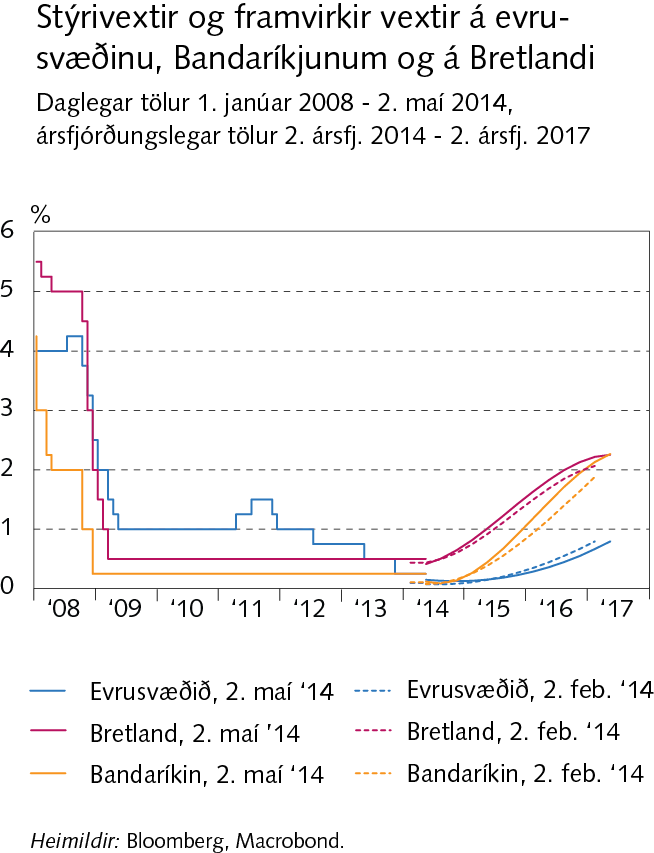 Stýrivextir og framvirkir vextir á evru-
svæðinu, Bandaríkjunum og á Bretlandi
Daglegar tölur 1. janúar 2008 - 2. maí 2014,
ársfjórðungslegar tölur 2. ársfj. 2014 - 2. ársfj. 2017
%
6
5
4
3
2
1
0
‘08 ‘09 ‘10 ‘11 ‘12 ‘13 ‘14 ‘15 ‘16 ‘17
Evrusvæðið, 2. maí ‘14 Evrusvæðið, 2. feb. ‘14
Bretland, 2. maí ’14 Bretland, 2. feb. ‘14
Bandaríkin, 2. maí ‘14 Bandaríkin, 2. feb. ‘14
Heimildir: Bloomberg, Macrobond.